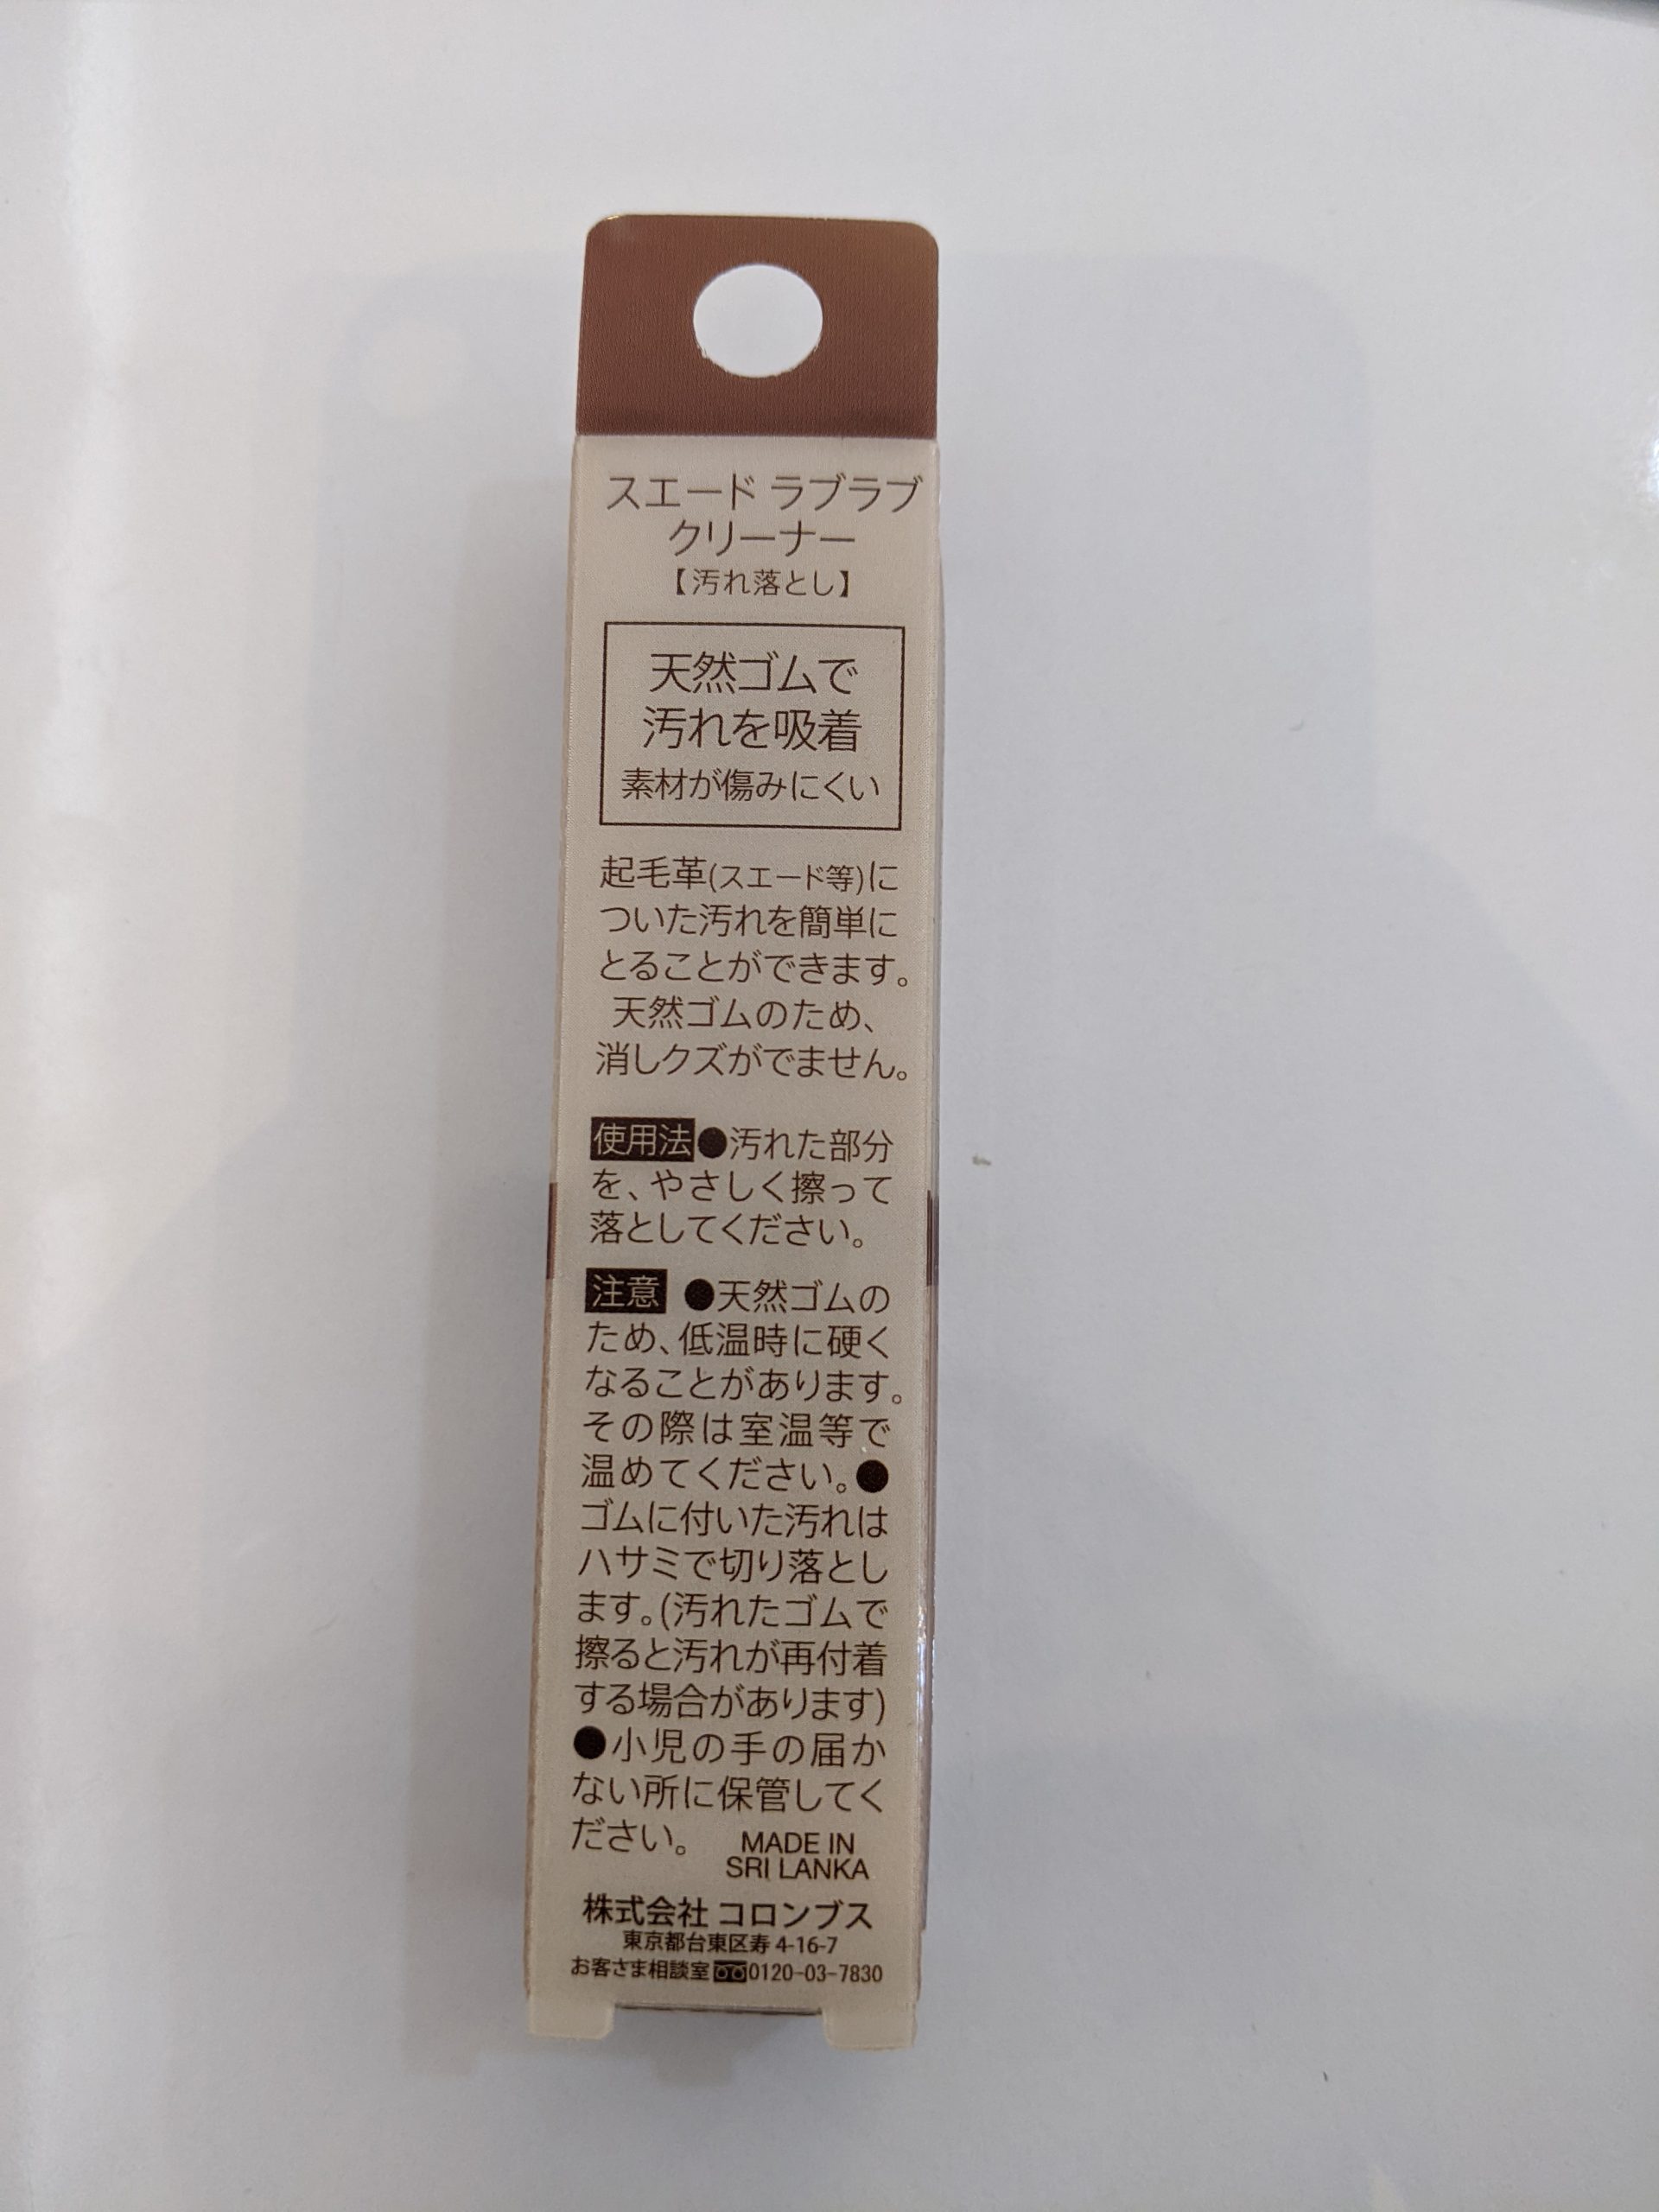 スエード ラブラブ
クリーナー
【汚れ落とし】
天然ゴムで
汚れを吸着
素材が傷みにくい
起毛革(スエード等)に
ついた汚れを簡単に
とることができます。
天然ゴムのため、
消しクズがでません。
使用法●汚れた部分
を、やさしく擦って
落としてください。
注意 ●天然ゴムの
ため、低温時に硬く
なることがあります。
その際は室温等で
温めてください。●
ゴムに付いた汚れは
ハサミで切り落とし
ます。(汚れたゴムで
擦ると汚れが再付着
する場合があります)
●小児の手の届か
ない所に保管してく
ださい。
MADE IN
SRI LANKA
株式会社 コロンブス
東京都台東区寿 4-16-7
お客さま相談室0120-03-7830